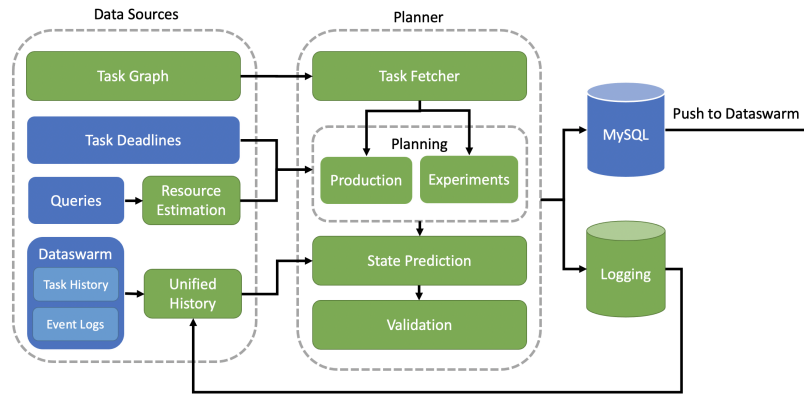 Data Sources
Planner
Task Graph
Task Fetcher
Task Deadlines
Planning
Production
Experiments
Queries
Resource
Estimation
Dataswarm
Task History
Event Logs
Unified
History
State Prediction
Validation
MySQL
Push to Dataswarm
Logging